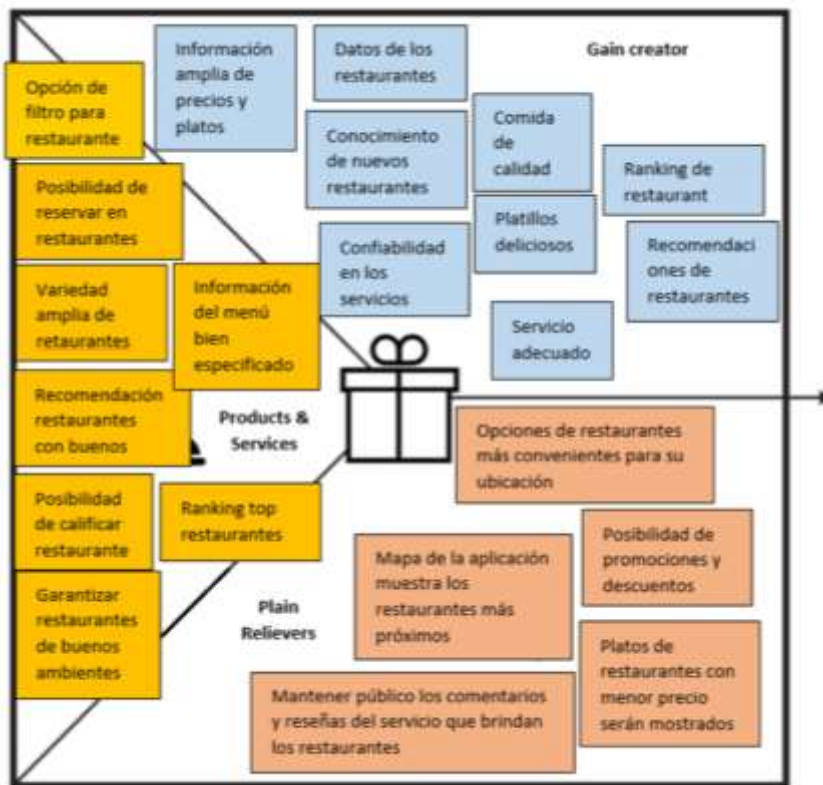 Información
amplia de
precios y
platos
Datos de los
restaurantes
Gain creator
Opción de
filtro para
restaurante
Conocimiento
de nuevos
restaurantes
Comida
de
calidad
Ranking de
restaurant
Posibilidad de
reservar en
restaurantes
Platillos
deliciosos
Confiabilidad
en los
servicios
Recomendaci
ones de
restaurantes
Variedad
amplia de
retaurantes
Información
del menú
bien
especificado
Servicio
adecuado
Recomendación
restaurantes
con buenos
Products &
Services
Opciones de restaurantes
más convenientes para su
ubicación
Posibilidad
de calificar
restaurante
Ranking top
restaurantes
Posibilidad de
promociones y
descuentos
Mapa de la aplicación
muestra los
restaurantes más
próximos
Garantizar
restaurantes
de buenos
ambientes
Plain
Relievers
Platos de
restaurantes con
menor precio
serán mostrados
Mantener público los comentarios
y reseñas del servicio que brindan
los restaurantes